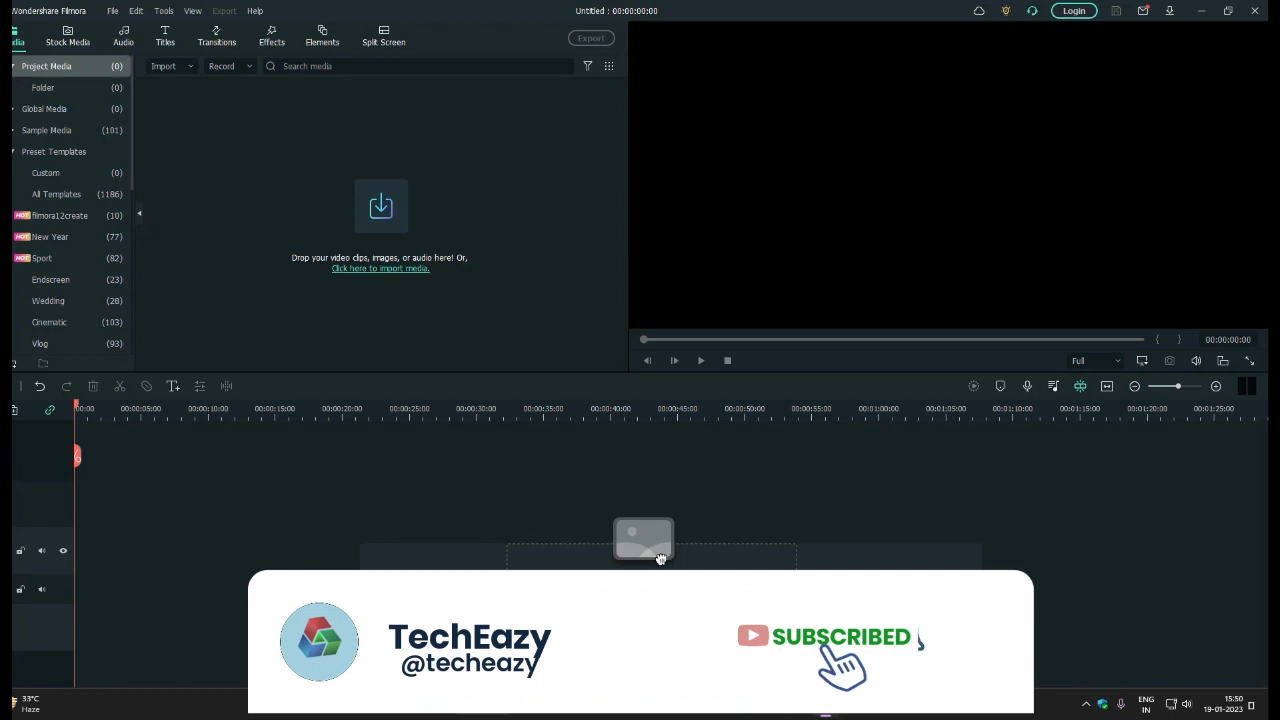 Wondershare Filmora File Edit Tools View Export Help Untitled : 00:00:00:00 Login
Stock Media Audio Titles Transitions Effects Elements Split Screen Export
Project Media (0) Import Record Search media
Folder (0)
Global Media (0)
Sample Media (101)
Preset Templates
Custom (0)
All Templates (1186)
HOT filmora12create (10)
HOT New Year (77)
HOT Sport (82)
Endscreen (23)
Wedding (28)
Cinematic (103)
Vlog (93)
Drop your video clips, images, or audio here! Or,
Click here to import media.
00:00:00:00
Full
00:00 00:00:05:00 00:00:10:00 00:00:15:00 00:00:20:00 00:00:25:00 00:00:30:00 00:00:35:00 00:00:40:00 00:00:45:00 00:00:50:00 00:00:55:00 00:01:00:00 00:01:05:00 00:01:10:00 00:01:15:00 00:01:20:00 00:01:25:00
TechEazy
@techeazy
SUBSCRIBED
33°C
Haze
ENG
IN
15:50
19-01-2023